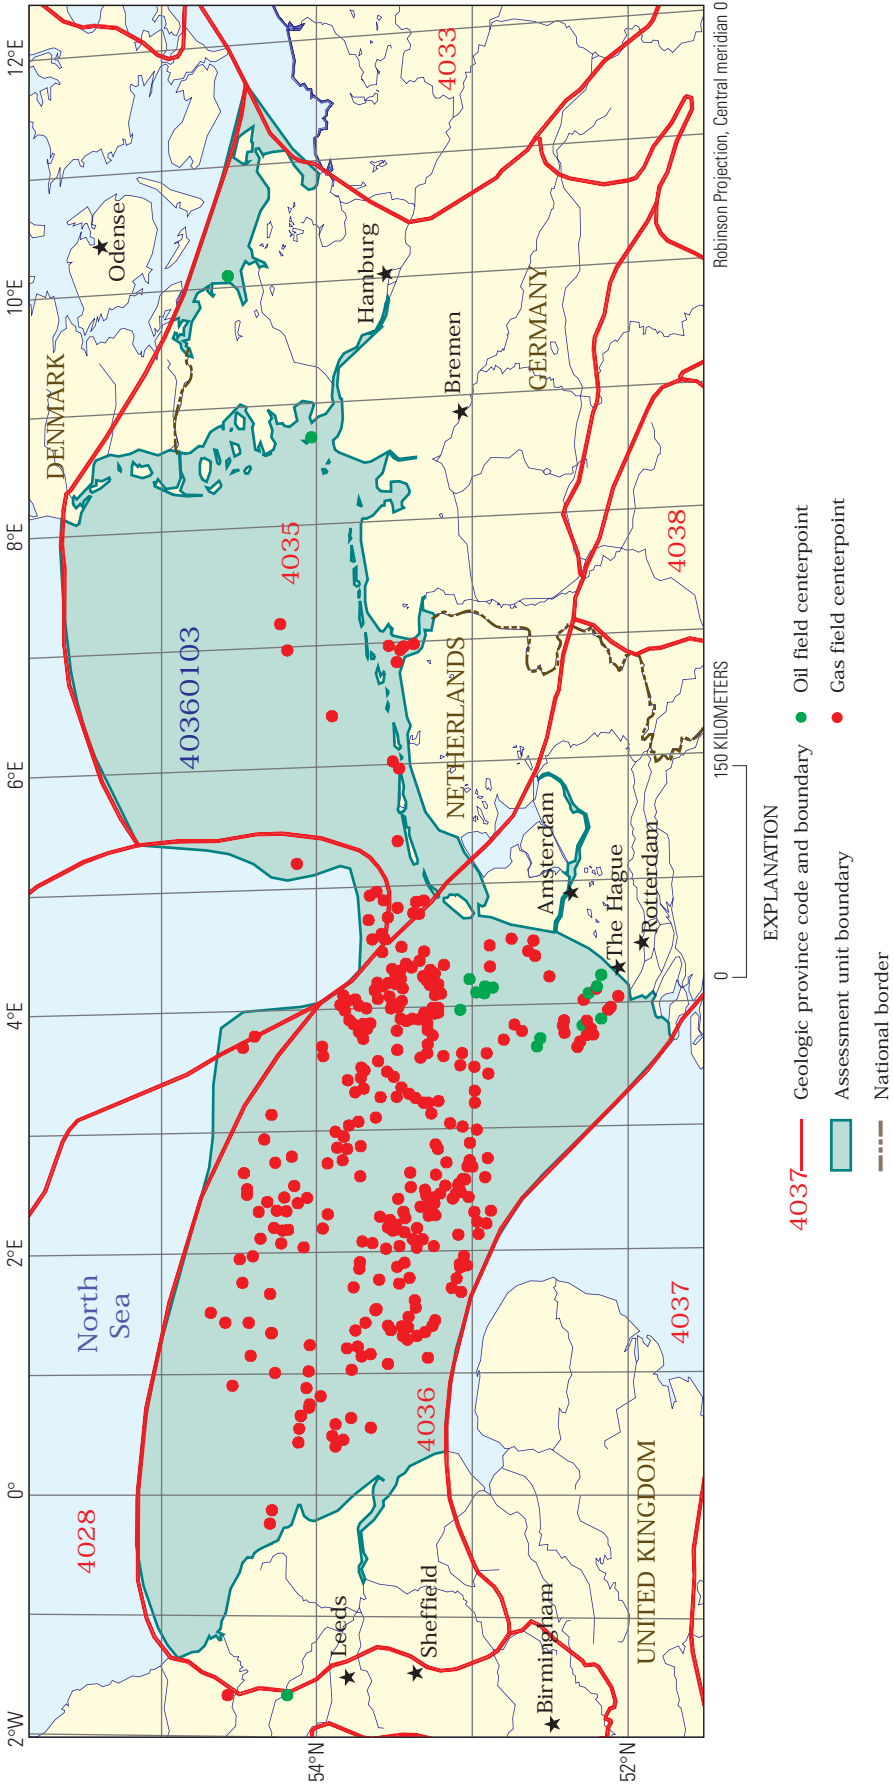 2°W
0°
2°E
4°E
6°E
8°E
10°E
12°E
54°N
52°N
4028
North
Sea
40360103
DENMARK
Odense
4035
4033
Hamburg
Bremen
GERMANY
4036
NETHERLANDS
Amsterdam
The Hague
Rotterdam
4038
Leeds
Sheffield
Birmingham
UNITED KINGDOM
4037
0
150 KILOMETERS
Robinson Projection, Central meridian 0
EXPLANATION
4037
Geologic province code and boundary
Assessment unit boundary
National border
Oil field centerpoint
Gas field centerpoint